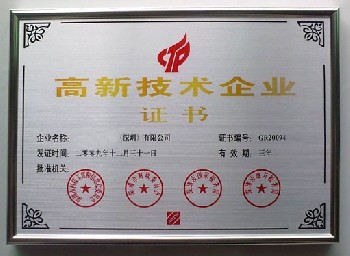 高新技术企业
证书
企业名称: (深圳)有限公司 证书编号: GR20094
发证时间: 二零零九年十二月三十一日 有效期: 三年
批准机关: